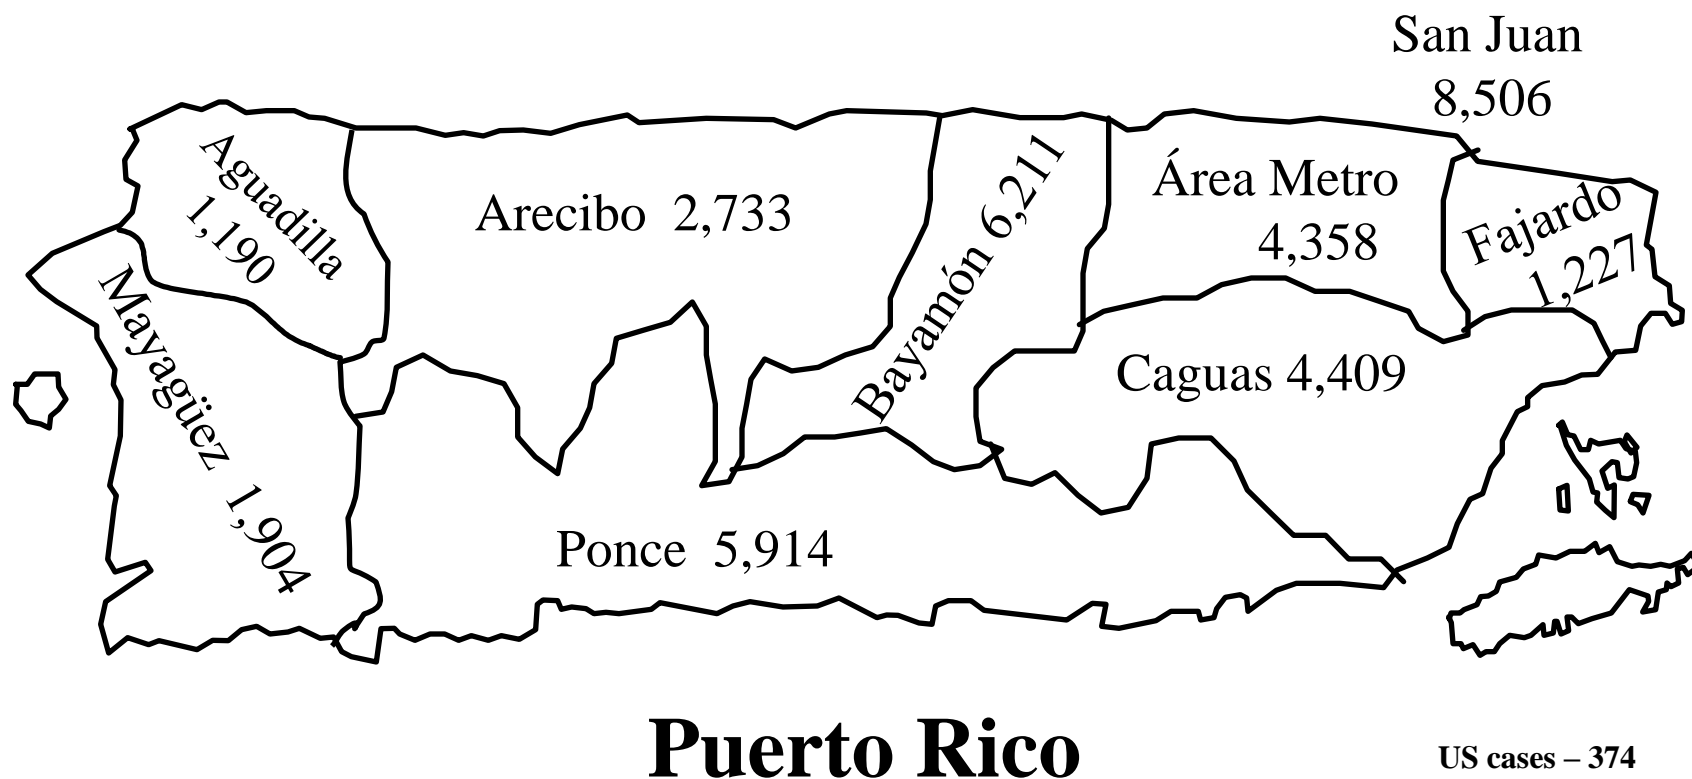 San Juan
8,506
Aguadilla
1,190
Arecibo 2,733
Bayamón 6,211
Área Metro
4,358
Fajardo
1,227
Mayagüez 1,904
Caguas 4,409
Ponce 5,914
Puerto Rico
US cases – 374